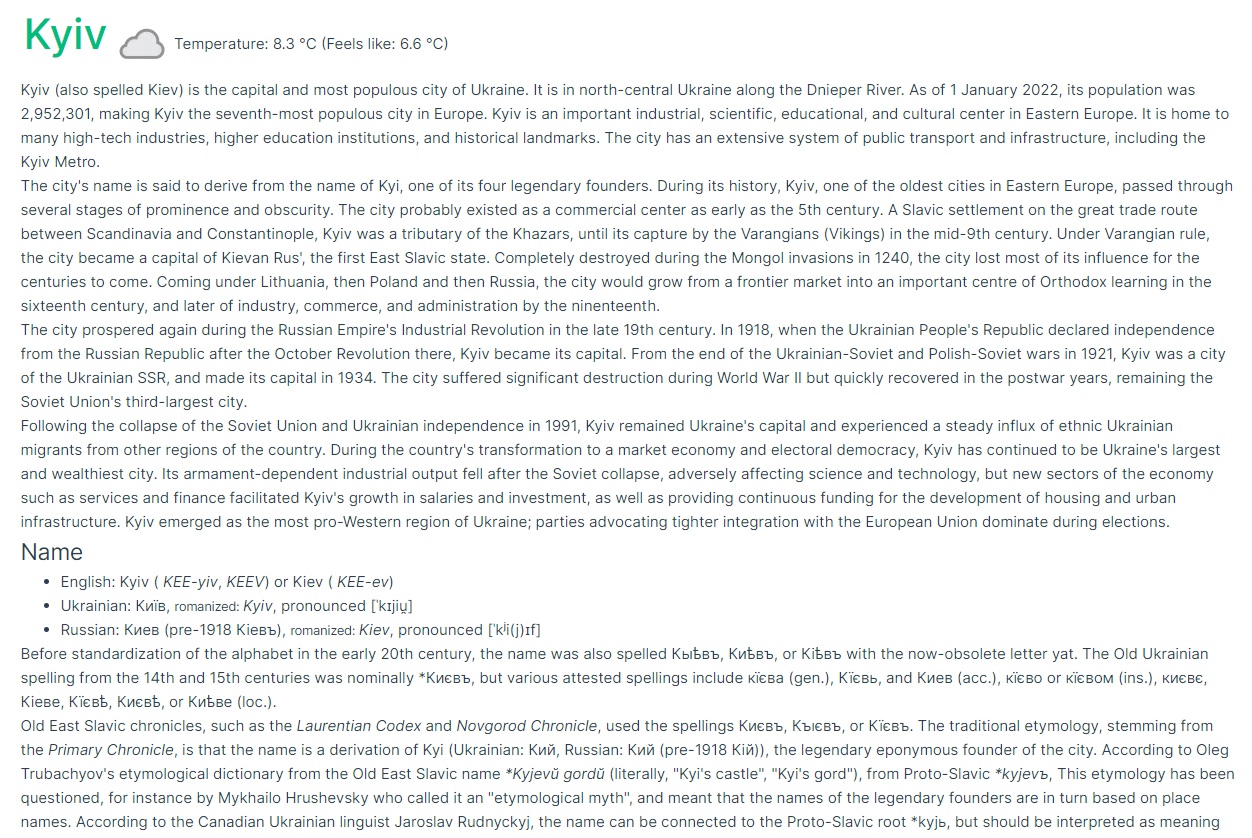 Kyiv Temperature: 8.3 °C (Feels like: 6.6 °C)
Kyiv (also spelled Kiev) is the capital and most populous city of Ukraine. It is in north-central Ukraine along the Dnieper River. As of 1 January 2022, its population was
2,952,301, making Kyiv the seventh-most populous city in Europe. Kyiv is an important industrial, scientific, educational, and cultural center in Eastern Europe. It is home to
many high-tech industries, higher education institutions, and historical landmarks. The city has an extensive system of public transport and infrastructure, including the
Kyiv Metro.
The city's name is said to derive from the name of Kyi, one of its four legendary founders. During its history, Kyiv, one of the oldest cities in Eastern Europe, passed through
several stages of prominence and obscurity. The city probably existed as a commercial center as early as the 5th century. A Slavic settlement on the great trade route
between Scandinavia and Constantinople, Kyiv was a tributary of the Khazars, until its capture by the Varangians (Vikings) in the mid-9th century. Under Varangian rule,
the city became a capital of Kievan Rus', the first East Slavic state. Completely destroyed during the Mongol invasions in 1240, the city lost most of its influence for the
centuries to come. Coming under Lithuania, then Poland and then Russia, the city would grow from a frontier market into an important centre of Orthodox learning in the
sixteenth century, and later of industry, commerce, and administration by the ninenteenth.
The city prospered again during the Russian Empire's Industrial Revolution in the late 19th century. In 1918, when the Ukrainian People's Republic declared independence
from the Russian Republic after the October Revolution there, Kyiv became its capital. From the end of the Ukrainian-Soviet and Polish-Soviet wars in 1921, Kyiv was a city
of the Ukrainian SSR, and made its capital in 1934. The city suffered significant destruction during World War II but quickly recovered in the postwar years, remaining the
Soviet Union's third-largest city.
Following the collapse of the Soviet Union and Ukrainian independence in 1991, Kyiv remained Ukraine's capital and experienced a steady influx of ethnic Ukrainian
migrants from other regions of the country. During the country's transformation to a market economy and electoral democracy, Kyiv has continued to be Ukraine's largest
and wealthiest city. Its armament-dependent industrial output fell after the Soviet collapse, adversely affecting science and technology, but new sectors of the economy
such as services and finance facilitated Kyiv's growth in salaries and investment, as well as providing continuous funding for the development of housing and urban
infrastructure. Kyiv emerged as the most pro-Western region of Ukraine; parties advocating tighter integration with the European Union dominate during elections.
Name
• English: Kyiv ( KEE-yiv, KEEV) or Kiev ( KEE-ev)
• Ukrainian: Київ, romanized: Kyiv, pronounced [ˈkɪjiu̯]
• Russian: Киев (pre-1918 Кіевъ), romanized: Kiev, pronounced [ˈkʲi(j)ɪf]
Before standardization of the alphabet in the early 20th century, the name was also spelled Кыѣвъ, Киѣвъ, or Кіѣвъ with the now-obsolete letter yat. The Old Ukrainian
spelling from the 14th and 15th centuries was nominally *Києвъ, but various attested spellings include кїєва (gen.), Кїєвь, and Киев (acc.), кїєво or кїєвом (ins.), києвє,
Кіеве, Кїєвѣ, Києвѣ, or Киѣве (loc.).
Old East Slavic chronicles, such as the Laurentian Codex and Novgorod Chronicle, used the spellings Києвъ, Къıєвъ, or Кїєвъ. The traditional etymology, stemming from
the Primary Chronicle, is that the name is a derivation of Kyi (Ukrainian: Кий, Russian: Кий (pre-1918 Кій)), the legendary eponymous founder of the city. According to Oleg
Trubachyov's etymological dictionary from the Old East Slavic name *Kyjevŭ gordŭ (literally, "Kyi's castle", "Kyi's gord"), from Proto-Slavic *kyjevъ, This etymology has been
questioned, for instance by Mykhailo Hrushevsky who called it an "etymological myth", and meant that the names of the legendary founders are in turn based on place
names. According to the Canadian Ukrainian linguist Jaroslav Rudnyckyj, the name can be connected to the Proto-Slavic root *kyjь, but should be interpreted as meaning